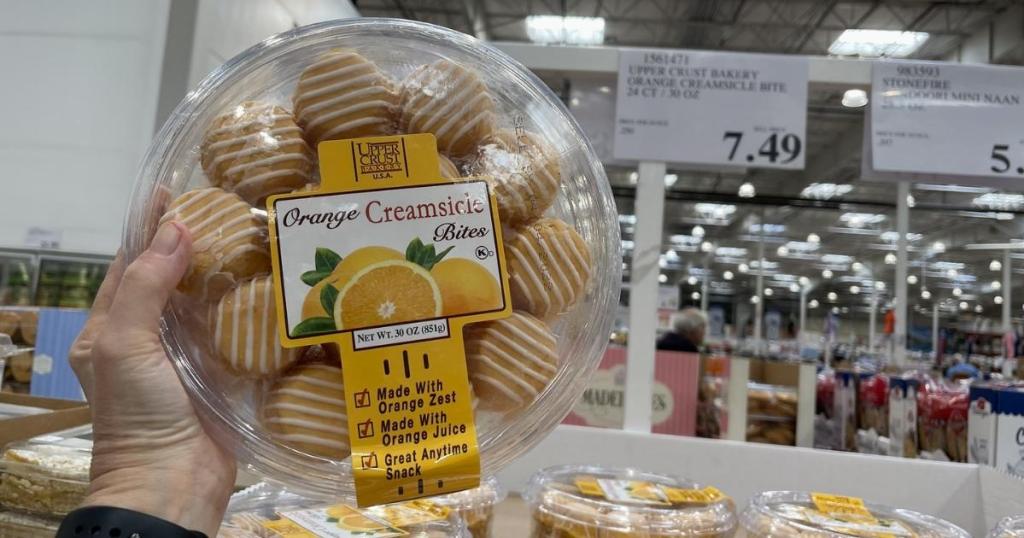 UPPER
CRUST
BAKERY
U.S.A.
Orange Creamsicle
Bites
NET WT. 30 OZ (851g)
Made With
Orange Zest
Made With
Orange Juice
Great Anytime
Snack
1561471
UPPER CRUST BAKERY
ORANGE CREAMSICLE BITE
24 CT / 30 OZ
7.49
983593
STONEFIRE
MINI NAAN
5.